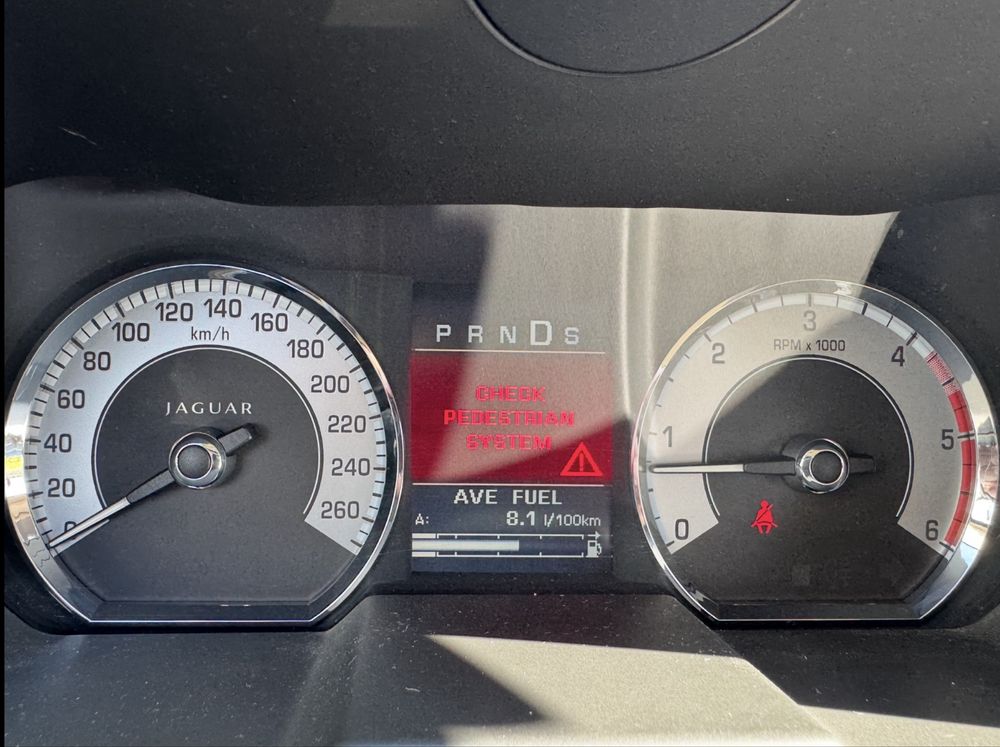 JAGUAR
km/h
0
20
40
60
80
100
120
140
160
180
200
220
240
260
P R N D S
CHECK
PEDESTRIAN
SYSTEM
AVE FUEL
A: 8.1 l/100km
RPM x 1000
0
1
2
3
4
5
6